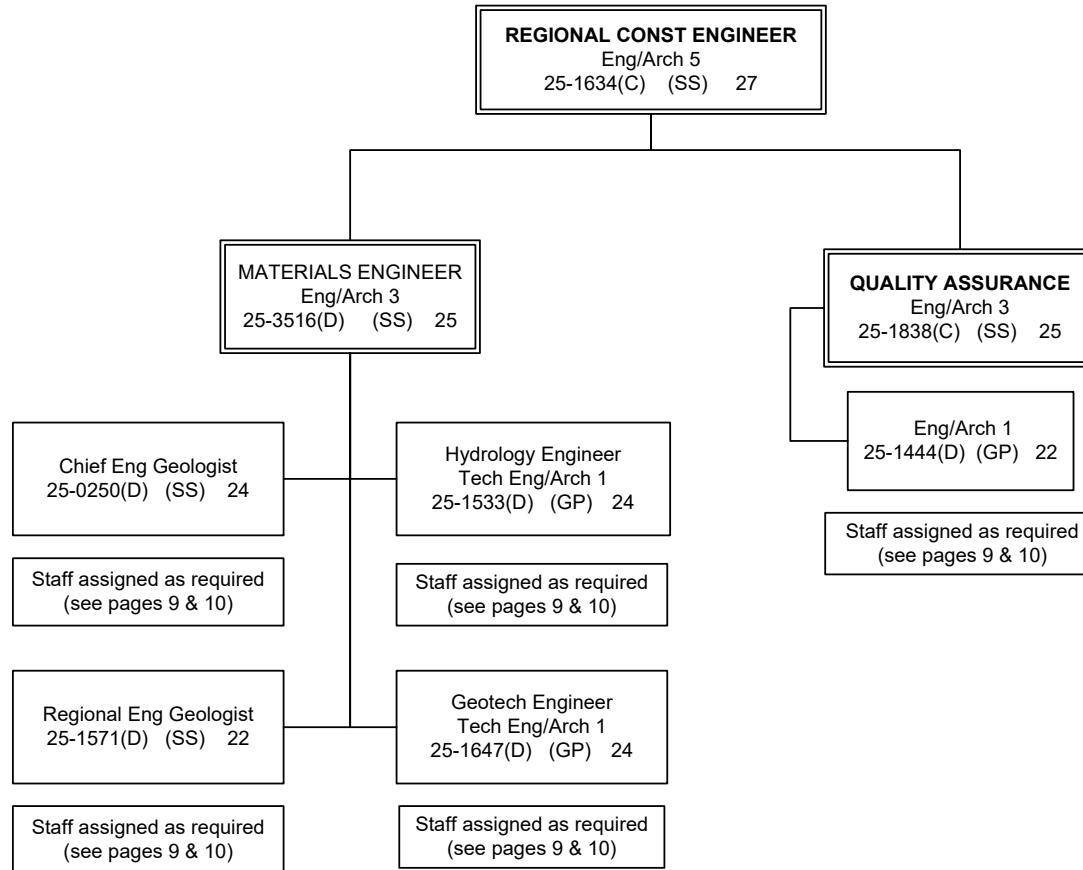 REGIONAL CONST ENGINEER
Eng/Arch 5
25-1634(C) (SS) 27
MATERIALS ENGINEER
Eng/Arch 3
25-3516(D) (SS) 25
QUALITY ASSURANCE
Eng/Arch 3
25-1838(C) (SS) 25
Eng/Arch 1
25-1444(D) (GP) 22
Staff assigned as required
(see pages 9 & 10)
Chief Eng Geologist
25-0250(D) (SS) 24
Hydrology Engineer
Tech Eng/Arch 1
25-1533(D) (GP) 24
Staff assigned as required
(see pages 9 & 10)
Staff assigned as required
(see pages 9 & 10)
Regional Eng Geologist
25-1571(D) (SS) 22
Geotech Engineer
Tech Eng/Arch 1
25-1647(D) (GP) 24
Staff assigned as required
(see pages 9 & 10)
Staff assigned as required
(see pages 9 & 10)